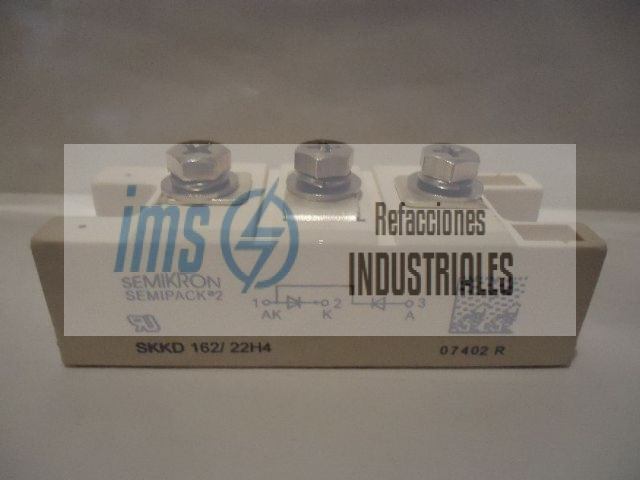 ims
Refacciones
INDUSTRIALES
SEMIKRON
SEMIPACK®2
1 2 3
AK K A
SKKD 162/ 22H4
07402 R